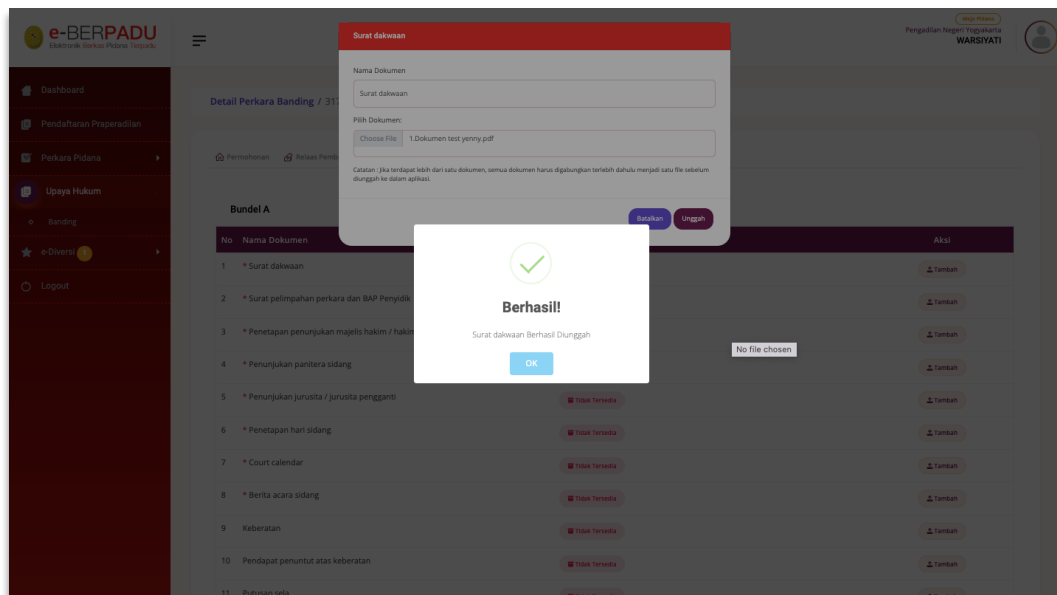 e-BERPADU
Elektronik Berkas Pidana Terpadu
Meja Pidana
Pengadilan Negeri Yogyakarta
WARSIYATI
Dashboard
Pendaftaran Praperadilan
Perkara Pidana
Upaya Hukum
Banding
e-Diversi
Logout
Detail Perkara Banding / 317
Permohonan Relaas Pemb
Surat dakwaan
Nama Dokumen
Surat dakwaan
Pilih Dokumen:
Choose File 1.Dokumen test yenny.pdf
Catatan : Jika terdapat lebih dari satu dokumen, semua dokumen harus digabungkan terlebih dahulu menjadi satu file sebelum
diunggah ke dalam aplikasi.
Batalkan Unggah
Berhasil!
Surat dakwaan Berhasil Diunggah
OK
No file chosen
Bundel A
No Nama Dokumen Aksi
1 * Surat dakwaan Tambah
2 * Surat pelimpahan perkara dan BAP Penyidik Tambah
3 * Penetapan penunjukan majelis hakim / hakim Tambah
4 * Penunjukan panitera sidang Tambah
5 * Penunjukan jurusita / jurusita pengganti Tidak Tersedia Tambah
6 * Penetapan hari sidang Tidak Tersedia Tambah
7 * Court calendar Tidak Tersedia Tambah
8 * Berita acara sidang Tidak Tersedia Tambah
9 Keberatan Tidak Tersedia Tambah
10 Pendapat penuntut atas keberatan Tidak Tersedia Tambah
11 Putusan sela